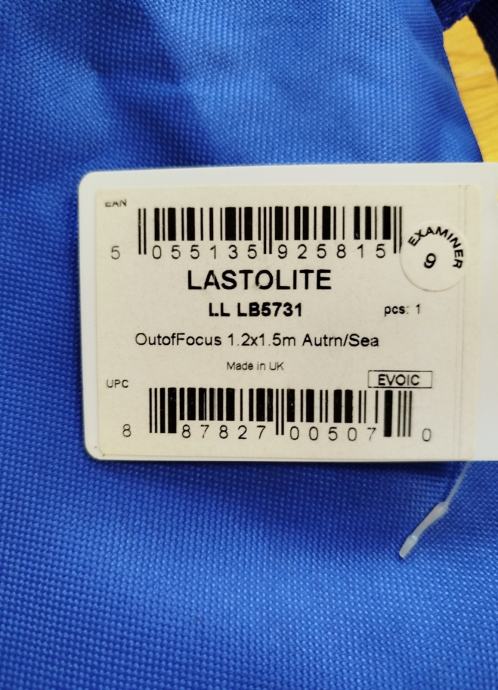 EAN
5 055135 925815
EXAMINER
9
LASTOLITE
LL LB5731
pcs: 1
OutofFocus 1.2x1.5m Autrn/Sea
Made in UK
EVOIC
UPC
8 87827 00507 0